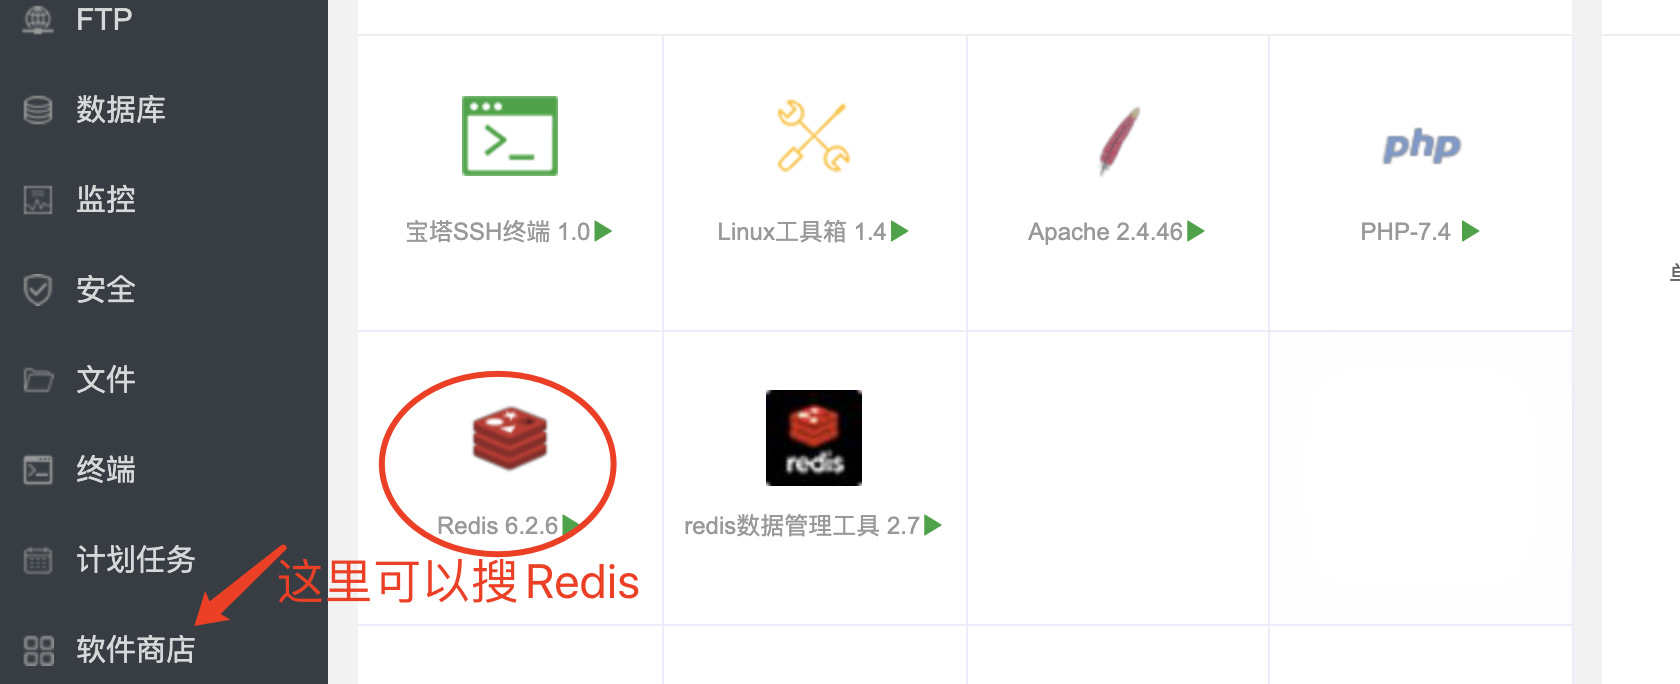 FTP
数据库
监控
安全
文件
终端
计划任务
软件商店
宝塔SSH终端 1.0
Linux工具箱 1.4
Apache 2.4.46
php
PHP-7.4
Redis 6.2.6
redis
redis数据管理工具 2.7
这里可以搜Redis